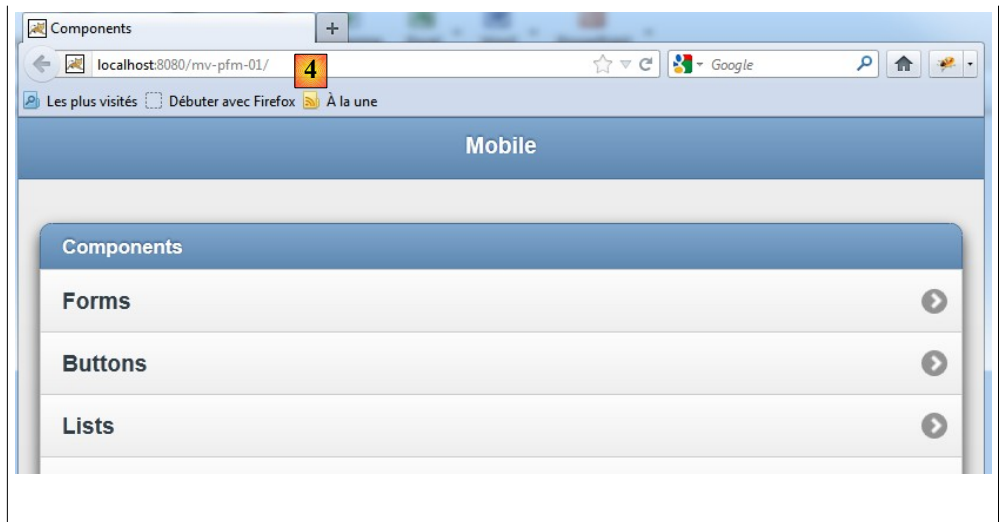 Components
+
localhost:8080/mv-pfm-01/
4
Google
Les plus visités Débuter avec Firefox À la une
Mobile
Components
Forms
Buttons
Lists